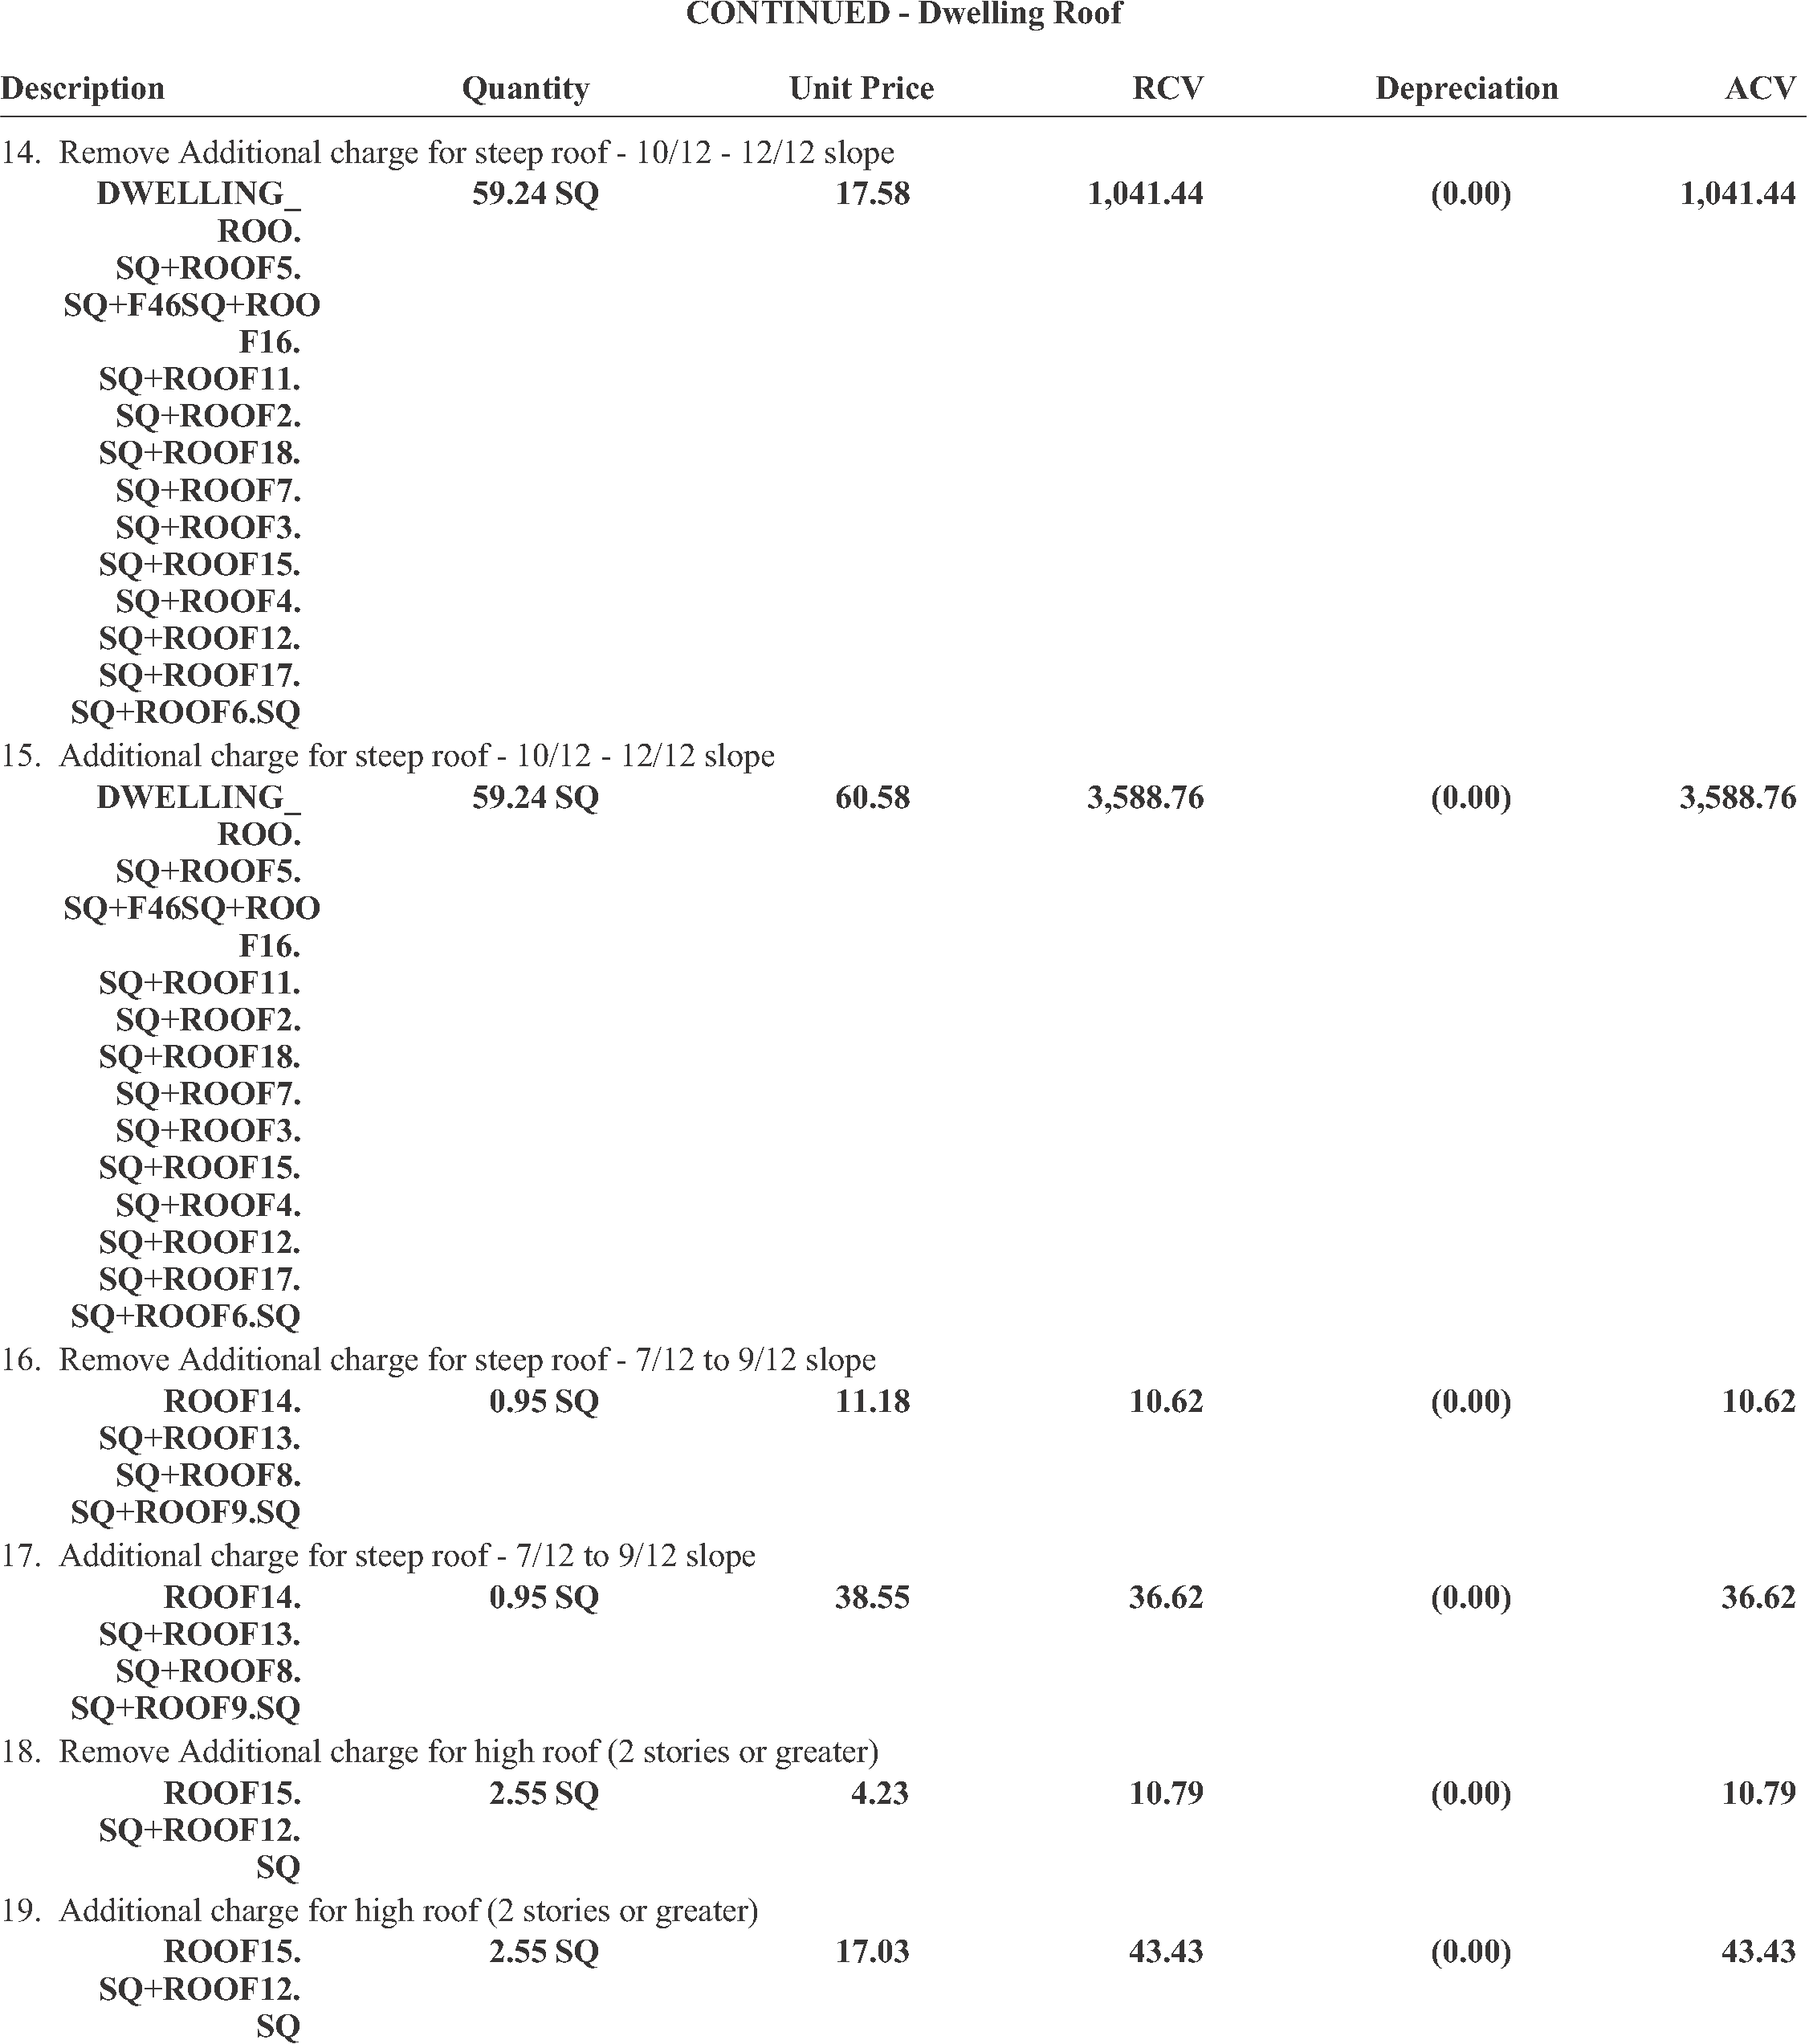 CONTINUED - Dwelling Roof
Description Quantity Unit Price RCV Depreciation ACV
14. Remove Additional charge for steep roof - 10/12 - 12/12 slope
DWELLING_ 59.24 SQ 17.58 1,041.44 (0.00) 1,041.44
ROO.
SQ+ROOF5.
SQ+F46SQ+ROO
F16.
SQ+ROOF11.
SQ+ROOF2.
SQ+ROOF18.
SQ+ROOF7.
SQ+ROOF3.
SQ+ROOF15.
SQ+ROOF4.
SQ+ROOF12.
SQ+ROOF17.
SQ+ROOF6.SQ
15. Additional charge for steep roof - 10/12 - 12/12 slope
DWELLING_ 59.24 SQ 60.58 3,588.76 (0.00) 3,588.76
ROO.
SQ+ROOF5.
SQ+F46SQ+ROO
F16.
SQ+ROOF11.
SQ+ROOF2.
SQ+ROOF18.
SQ+ROOF7.
SQ+ROOF3.
SQ+ROOF15.
SQ+ROOF4.
SQ+ROOF12.
SQ+ROOF17.
SQ+ROOF6.SQ
16. Remove Additional charge for steep roof - 7/12 to 9/12 slope
ROOF14. 0.95 SQ 11.18 10.62 (0.00) 10.62
SQ+ROOF13.
SQ+ROOF8.
SQ+ROOF9.SQ
17. Additional charge for steep roof - 7/12 to 9/12 slope
ROOF14. 0.95 SQ 38.55 36.62 (0.00) 36.62
SQ+ROOF13.
SQ+ROOF8.
SQ+ROOF9.SQ
18. Remove Additional charge for high roof (2 stories or greater)
ROOF15. 2.55 SQ 4.23 10.79 (0.00) 10.79
SQ+ROOF12.
SQ
19. Additional charge for high roof (2 stories or greater)
ROOF15. 2.55 SQ 17.03 43.43 (0.00) 43.43
SQ+ROOF12.
SQ